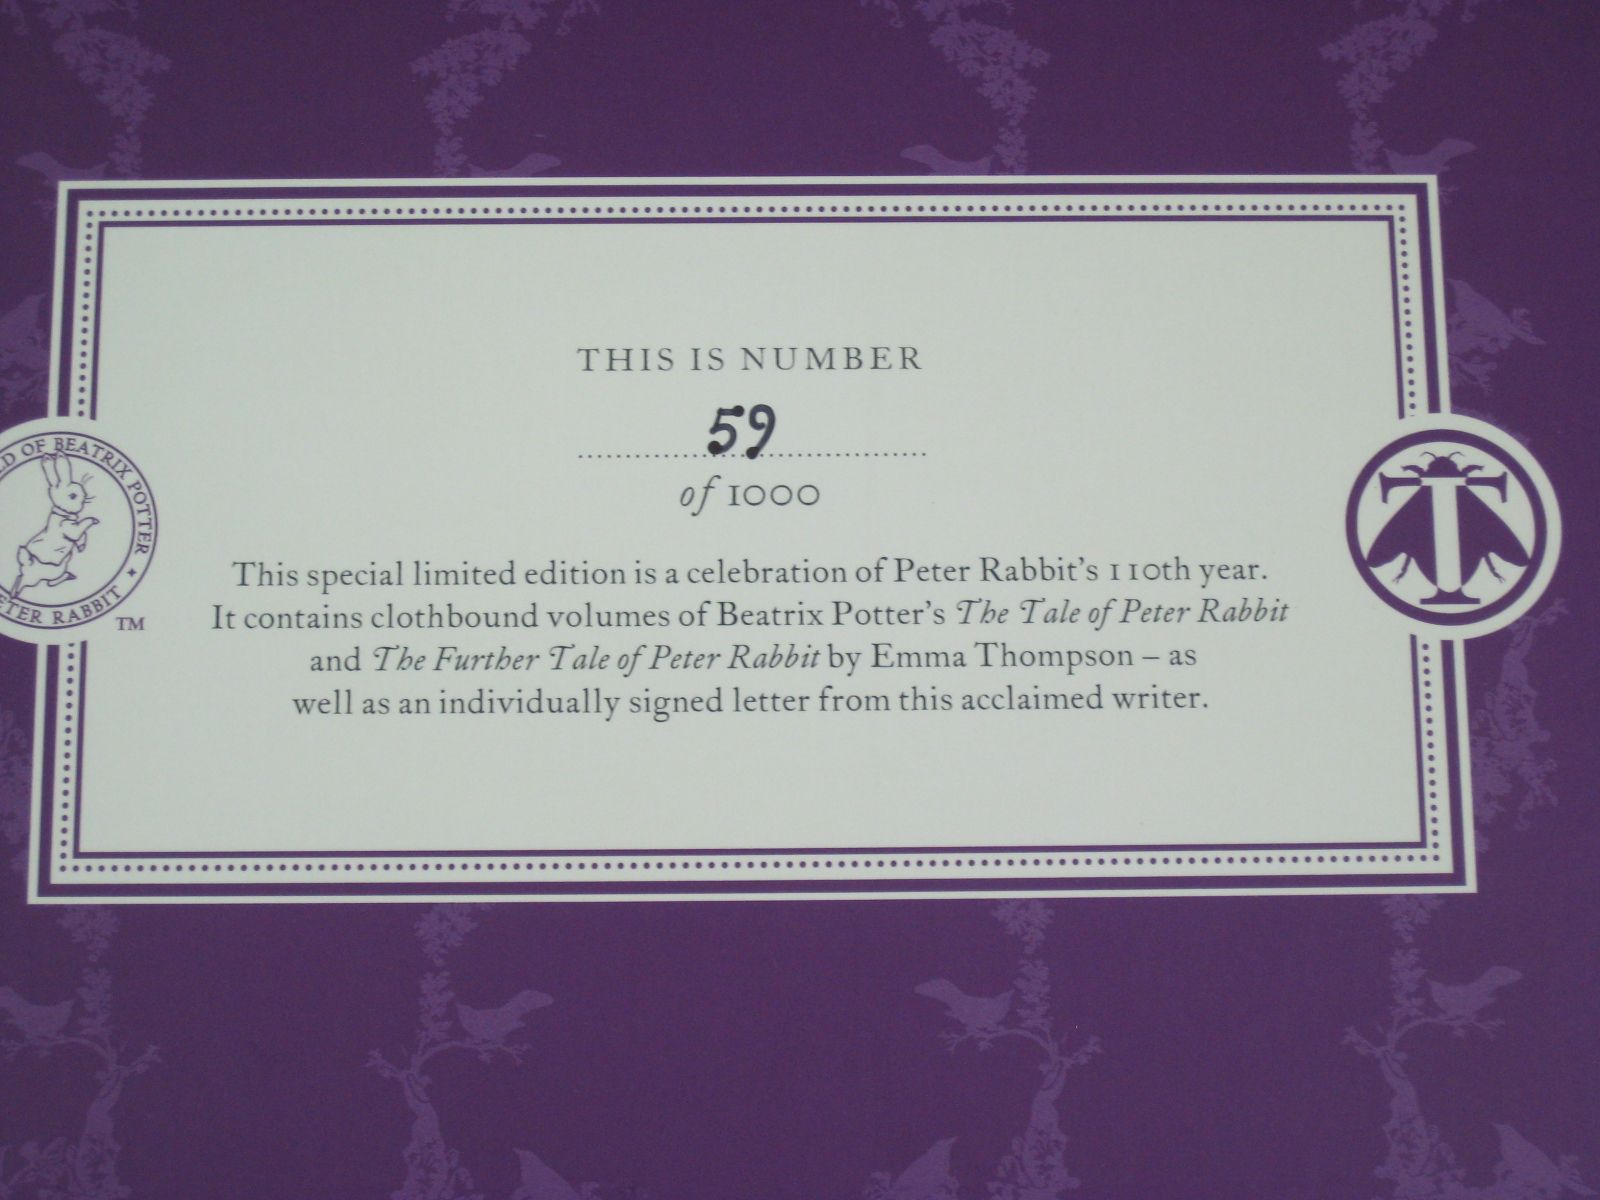 THIS IS NUMBER
59
of 1000
This special limited edition is a celebration of Peter Rabbit's 110th year.
It contains clothbound volumes of Beatrix Potter's The Tale of Peter Rabbit
and The Further Tale of Peter Rabbit by Emma Thompson – as
well as an individually signed letter from this acclaimed writer.
OF BEATRIX POTTER
RABBIT
TM
T